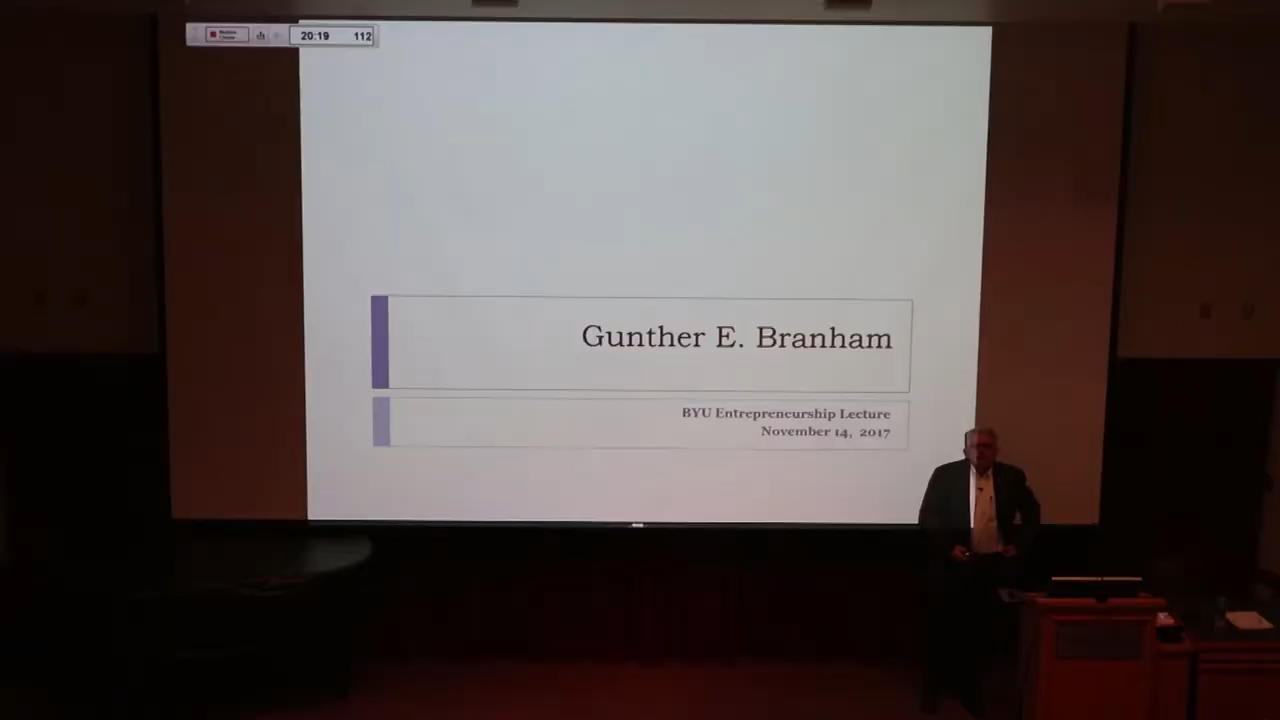 20:19 112
Gunther E. Branham
BYU Entrepreneurship Lecture
November 14, 2017